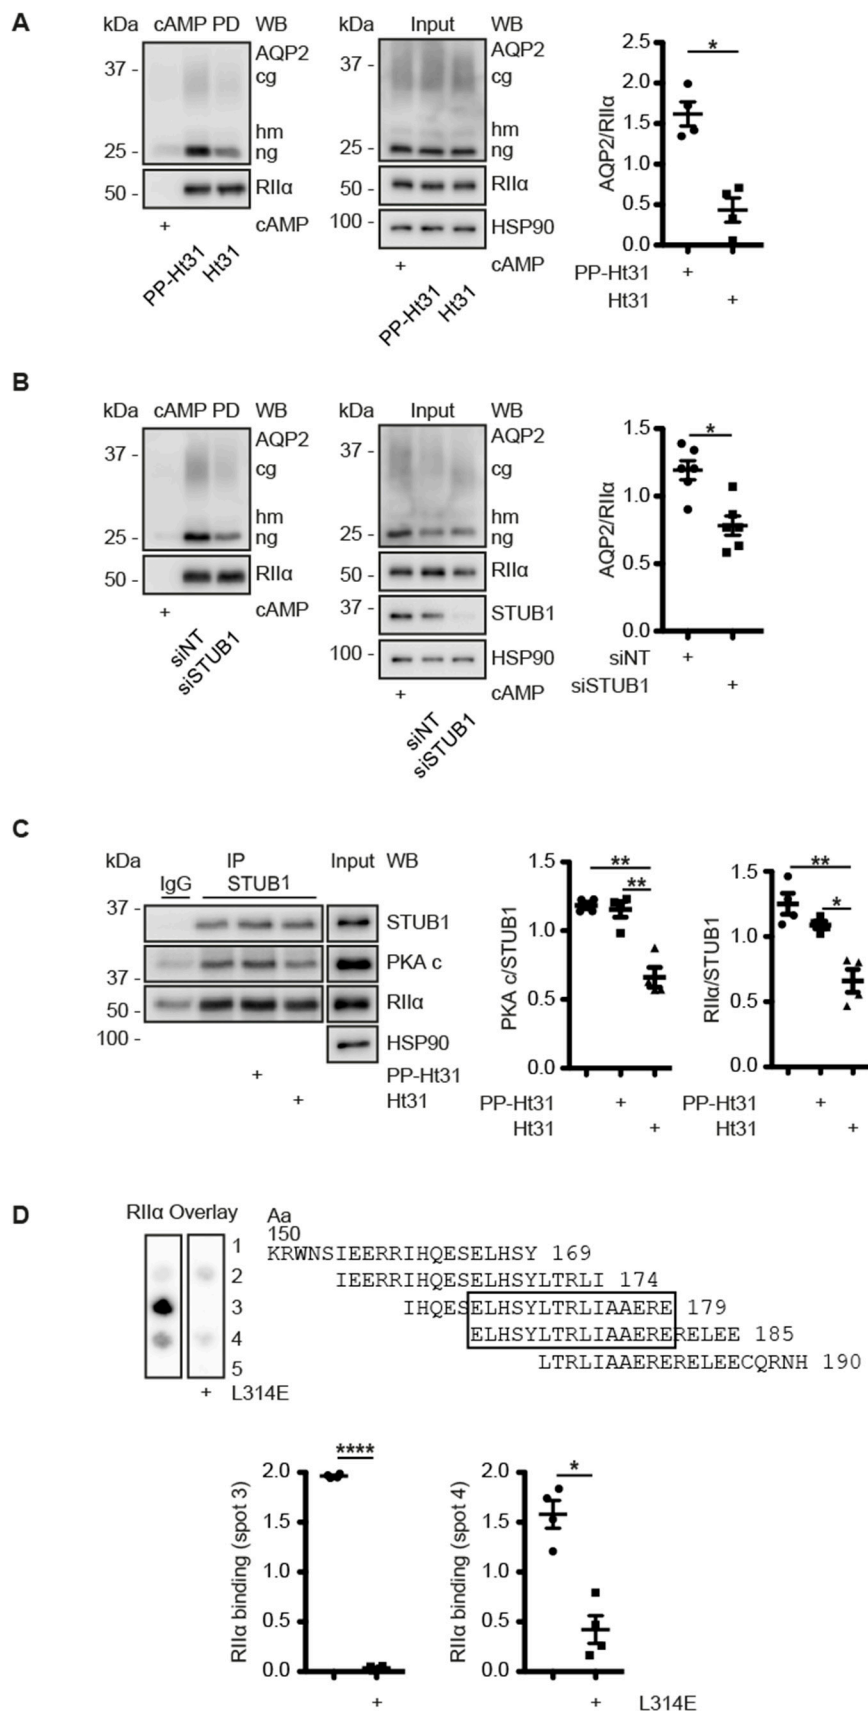 A
kDa cAMP PD WB
37 - AQP2
cg
hm
25 - ng
50 - RIIα
+ cAMP
PP-Ht31
Ht31
kDa Input WB
37 - AQP2
cg
hm
25 - ng
50 - RIIα
100 - HSP90
+ cAMP
PP-Ht31
Ht31
2.5
2.0
1.5
1.0
0.5
0.0
AQP2/RIIα
*
PP-Ht31 +
Ht31 +
B
kDa cAMP PD WB
37 - AQP2
cg
hm
25 - ng
50 - RIIα
+ cAMP
siNT
siSTUB1
kDa Input WB
37 - AQP2
cg
hm
25 - ng
50 - RIIα
37 - STUB1
100 - HSP90
+ cAMP
siNT
siSTUB1
1.5
1.0
0.5
0.0
AQP2/RIIα
*
siNT +
siSTUB1 +
C
kDa IP Input WB
IgG STUB1
37 - STUB1
PKA c
37 -
50 - RIIα
100 - HSP90
+ PP-Ht31
+ Ht31
1.5
1.0
0.5
0.0
PKA c/STUB1
**
**
PP-Ht31 +
Ht31 +
1.5
1.0
0.5
0.0
RIIα/STUB1
**
*
PP-Ht31 +
Ht31 +
D
RIIα Overlay
1
2
3
4
5
+ L314E
Aa
150
KRWNSIEERRIHQESELHSY 169
IEERRIHQESELHSYLTRLI 174
IHQESELHSYLTRLIAAERE 179
ELHSYLTRLIAAERERELEE 185
LTRLIAAERERELEECQRNH 190
2.0
1.5
1.0
0.5
0.0
RIIα binding (spot 3)
****
+
2.0
1.5
1.0
0.5
0.0
RIIα binding (spot 4)
*
+ L314E